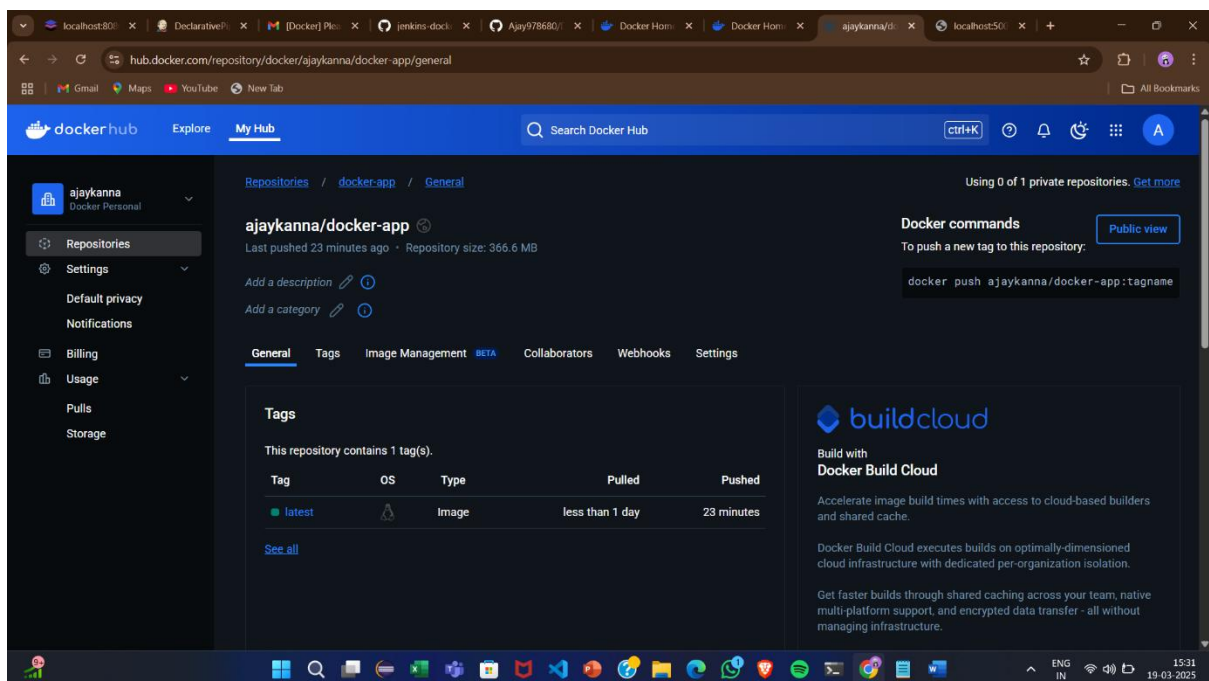 localhost:808
DeclarativePi
[Docker] Plea
jenkins-docke
Ajay978680/
Docker Home
Docker Home
ajaykanna/do
localhost:500
hub.docker.com/repository/docker/ajaykanna/docker-app/general
Gmail Maps YouTube New Tab All Bookmarks
dockerhub Explore My Hub Search Docker Hub ctrl+K A
ajaykanna
Docker Personal
Repositories
Settings
Default privacy
Notifications
Billing
Usage
Pulls
Storage
Repositories / docker-app / General
Using 0 of 1 private repositories. Get more
ajaykanna/docker-app
Last pushed 23 minutes ago · Repository size: 366.6 MB
Add a description
Add a category
Docker commands
Public view
To push a new tag to this repository:
docker push ajaykanna/docker-app:tagname
General Tags Image Management BETA Collaborators Webhooks Settings
Tags
This repository contains 1 tag(s).
Tag OS Type Pulled Pushed
latest Image less than 1 day 23 minutes
See all
buildcloud
Build with
Docker Build Cloud
Accelerate image build times with access to cloud-based builders
and shared cache.
Docker Build Cloud executes builds on optimally-dimensioned
cloud infrastructure with dedicated per-organization isolation.
Get faster builds through shared caching across your team, native
multi-platform support, and encrypted data transfer - all without
managing infrastructure.
9+
ENG
IN
15:31
19-03-2025